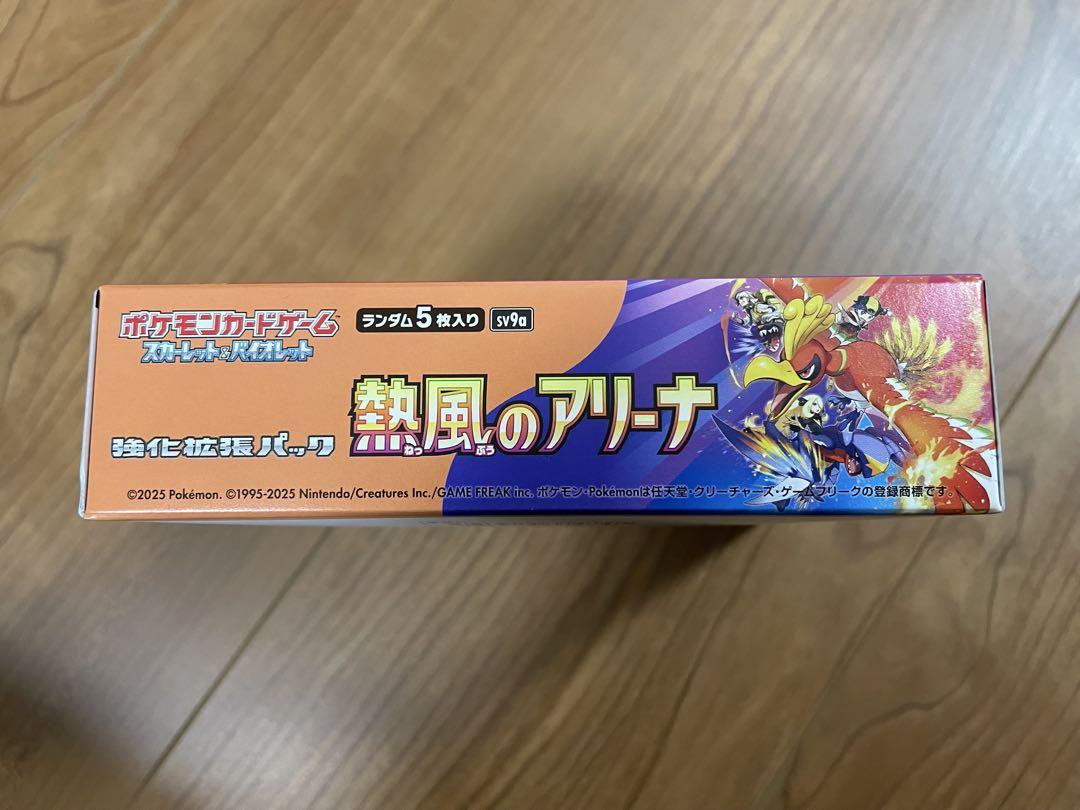 ポケモンカードゲーム
スカーレット&バイオレット
ランダム5枚入り sv9a
強化拡張パック 熱風のアリーナ
ねっ ぷう
©2025 Pokémon. ©1995-2025 Nintendo/Creatures Inc./GAME FREAK inc. ポケモン・Pokémonは任天堂・クリーチャーズ・ゲームフリークの登録商標です。